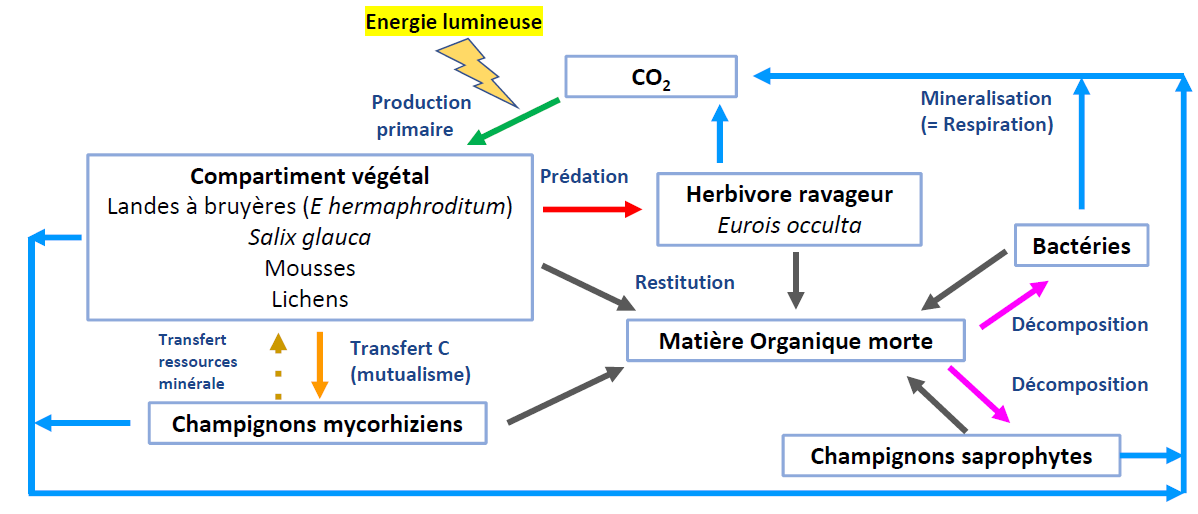 Energie lumineuse
CO2
Production
primaire
Mineralisation
(= Respiration)
Compartiment végétal
Landes à bruyères (E hermaphroditum)
Salix glauca
Mousses
Lichens
Prédation
Herbivore ravageur
Eurois occulta
Bactéries
Restitution
Matière Organique morte
Décomposition
Transfert
ressources
minérale
Transfert C
(mutualisme)
Décomposition
Champignons mycorhiziens
Champignons saprophytes